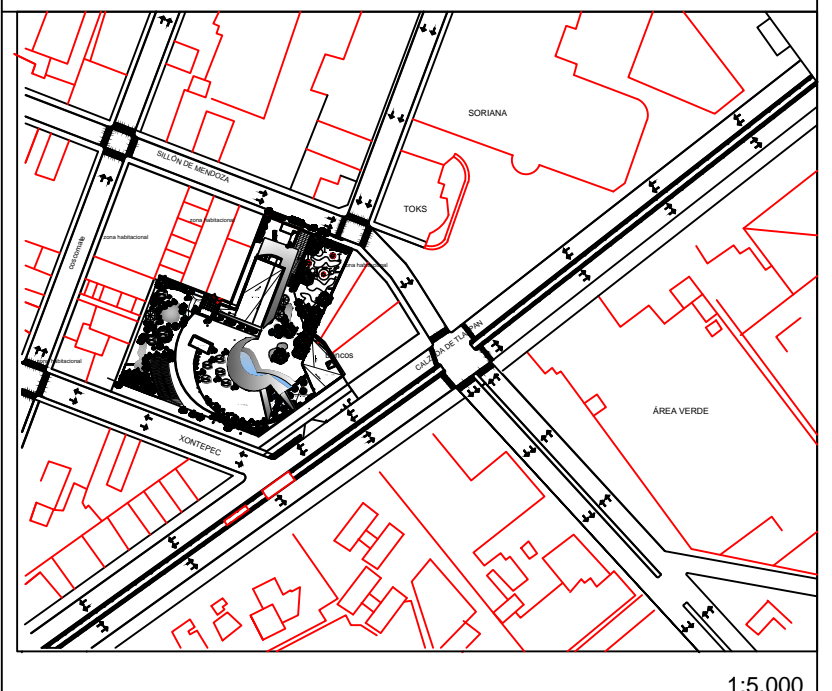 SORIANA
SILLÓN DE MENDOZA
TOKS
zona habitacional
zona habitacional
coscomate
zona habitacional
CALZADA DE TLALPAN
bancos
zona habitacional
ÁREA VERDE
XONTEPEC
1:5,000